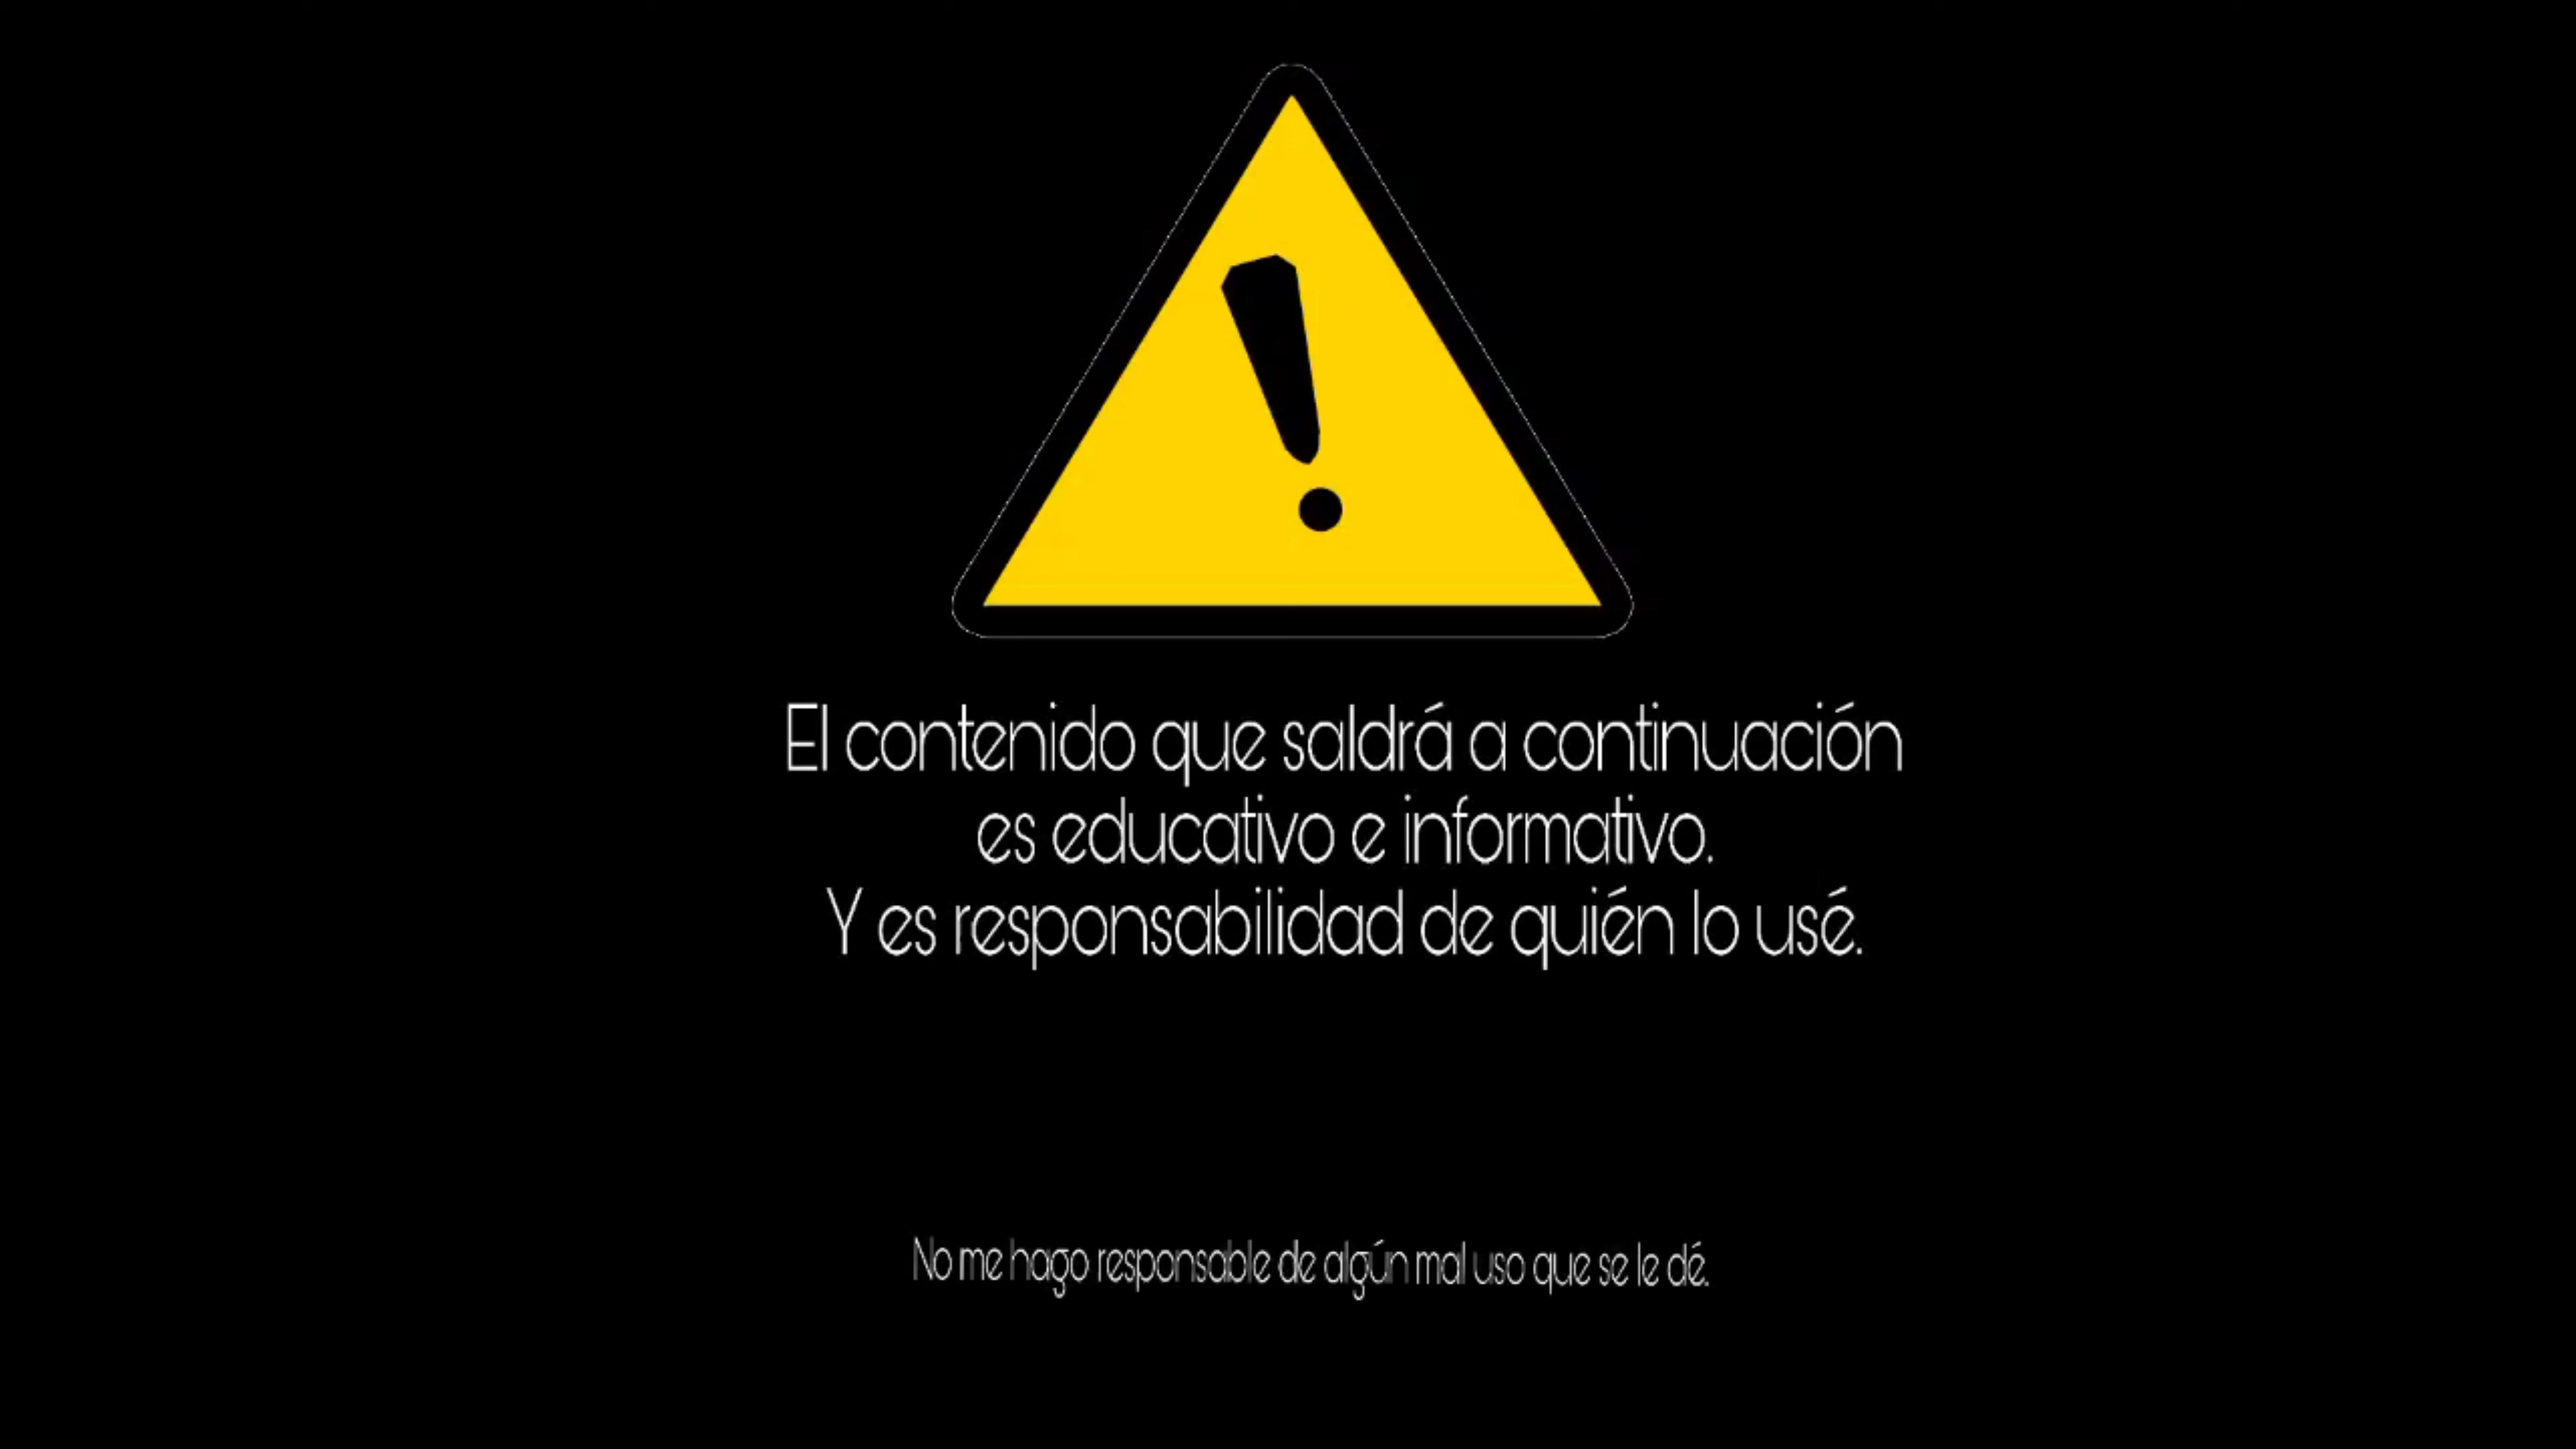 El contenido que saldrá a continuación
es educativo e informativo.
Y es responsabilidad de quién lo usé.
No me hago responsable de algún mal uso que se le dé.